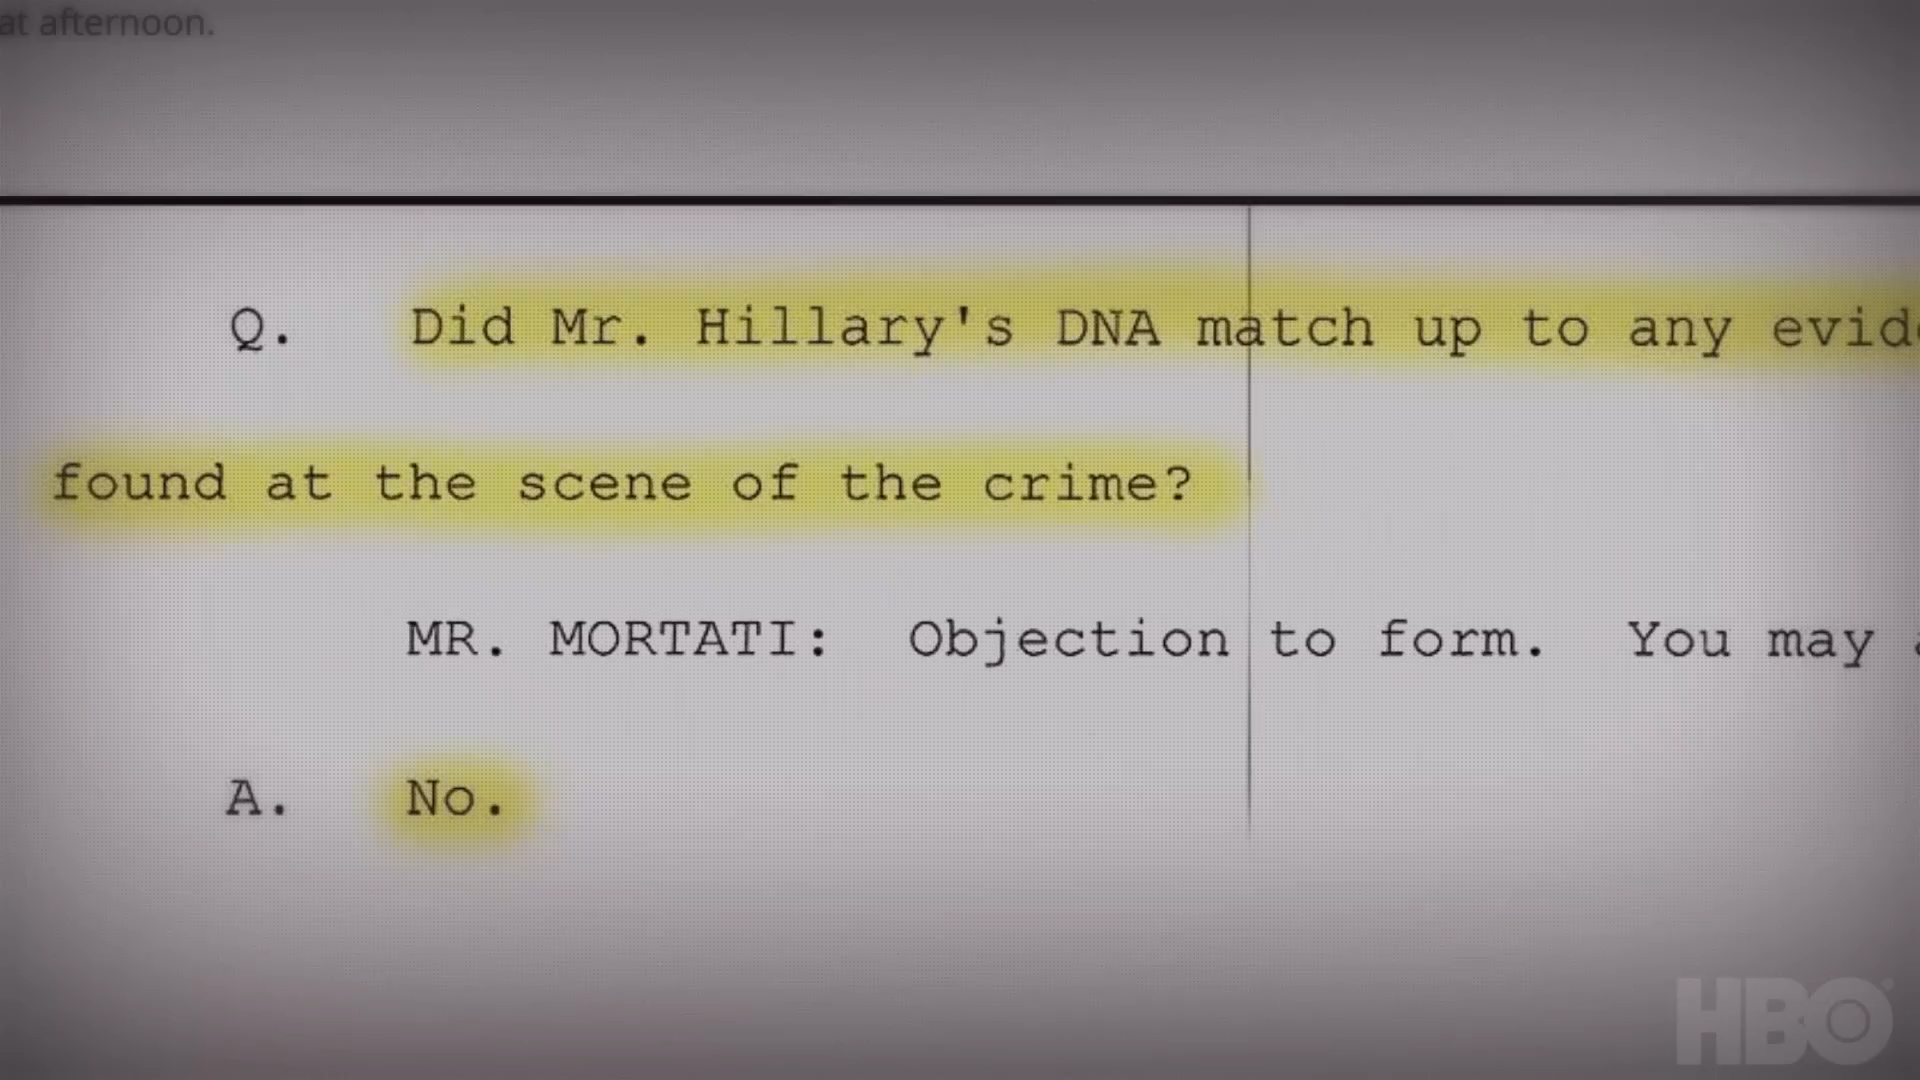 at afternoon.
Q. Did Mr. Hillary's DNA match up to any evid
found at the scene of the crime?
MR. MORTATI: Objection to form. You may
A. No.
HBO